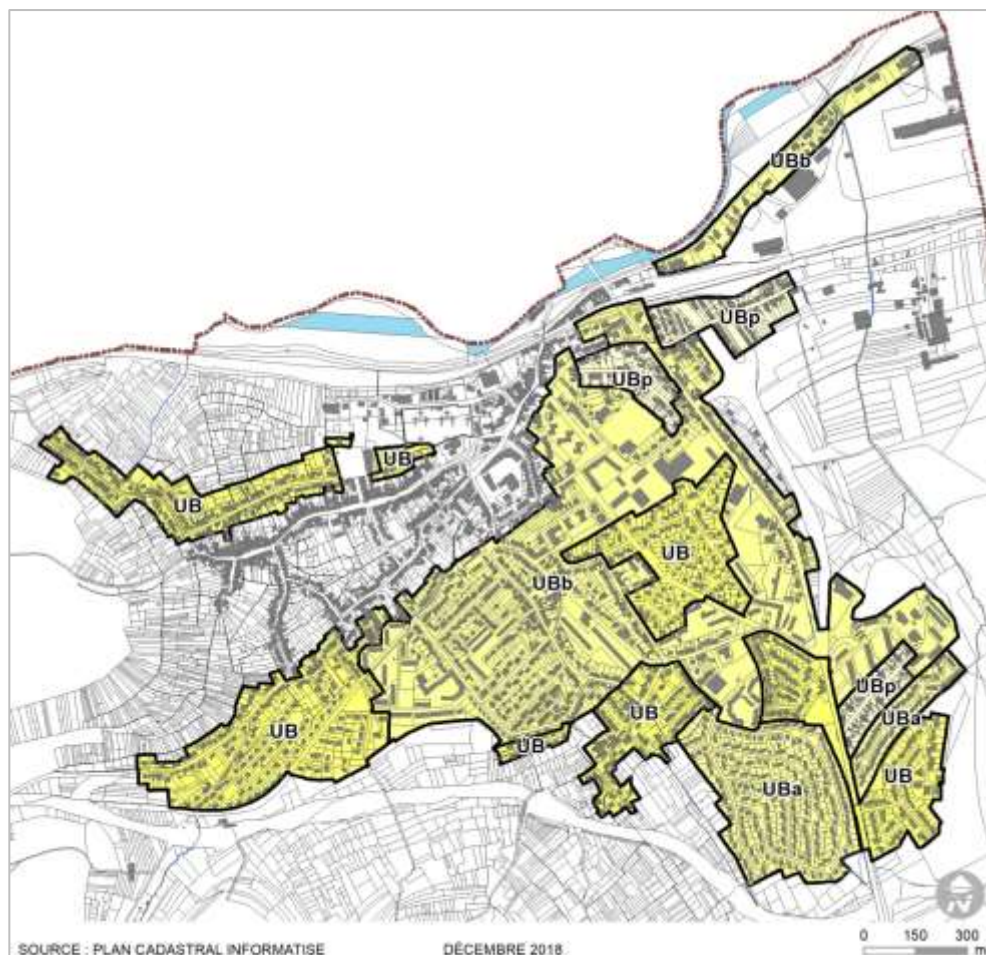 UBb
UBp
UBp
UB
UB
UB
UBb
UBp
UBa
UB
UB
UB
UBa
UB
N
0 150 300
m
SOURCE : PLAN CADASTRAL INFORMATISE DÉCEMBRE 2018